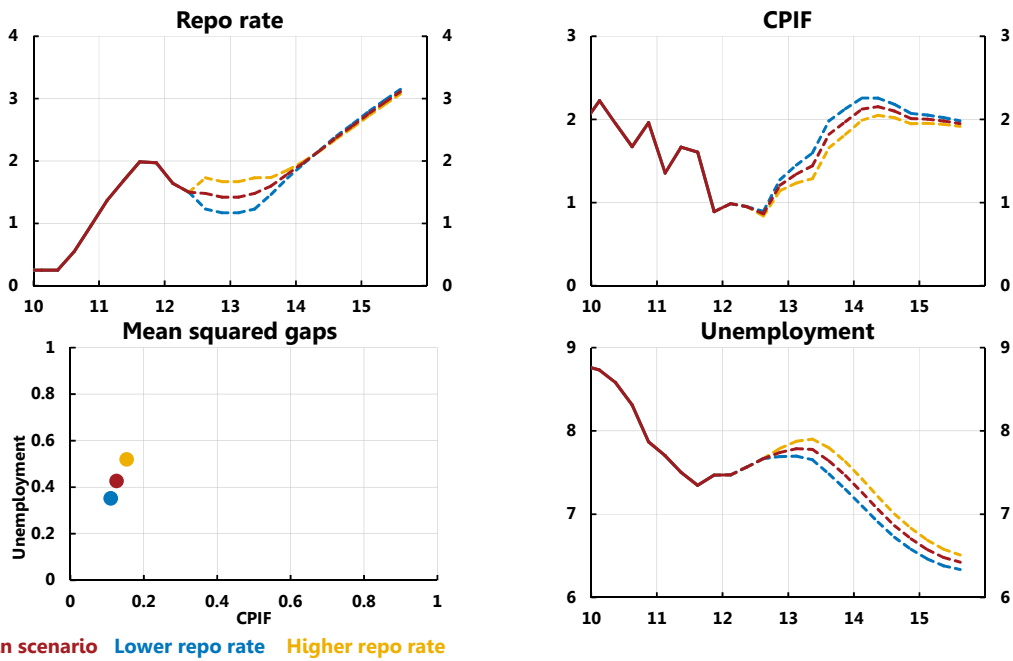 Repo rate
4 4
3 3
2 2
1 1
0 0
10 11 12 13 14 15
CPIF
3 3
2 2
1 1
0 0
10 11 12 13 14 15
Mean squared gaps
1
0.8
0.6
0.4
0.2
0
Unemployment
0 0.2 0.4 0.6 0.8 1
CPIF
Unemployment
9 9
8 8
7 7
6 6
10 11 12 13 14 15
n scenario Lower repo rate Higher repo rate